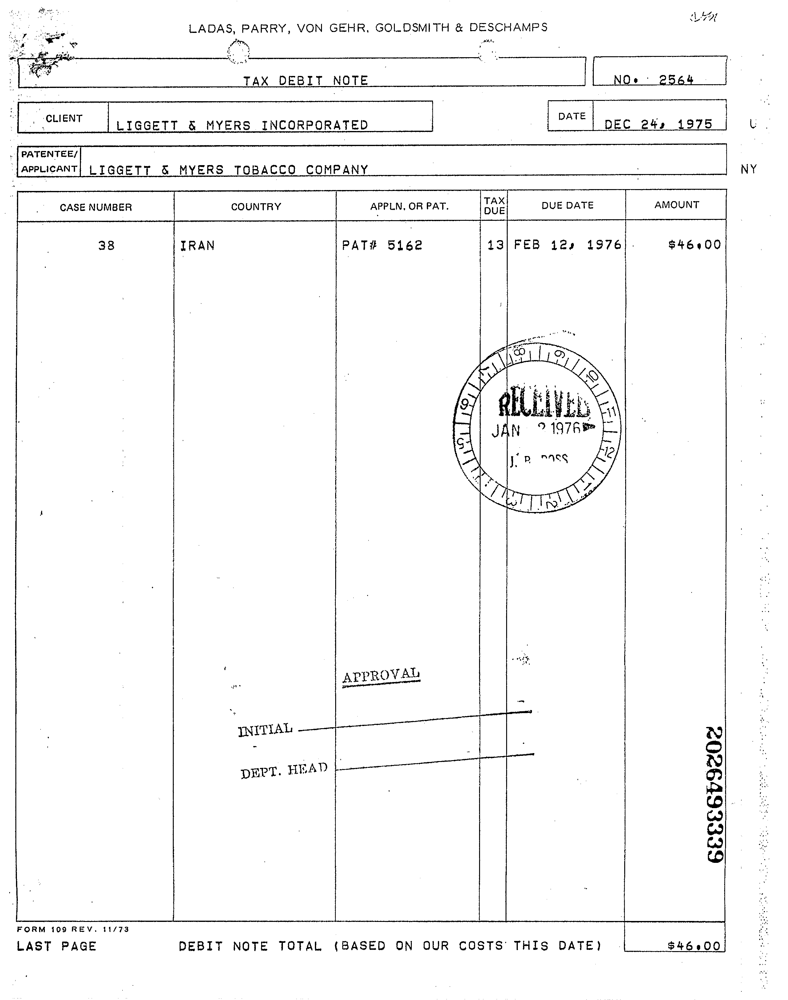 LADAS, PARRY, VON GEHR, GOLDSMITH & DESCHAMPS
TAX DEBIT NOTE
NO. 2564
CLIENT
LIGGETT & MYERS INCORPORATED
DATE
DEC 24, 1975
U
PATENTEE/
APPLICANT LIGGETT & MYERS TOBACCO COMPANY
NY
CASE NUMBER COUNTRY APPLN. OR PAT. TAX DUE DUE DATE AMOUNT
38 IRAN PAT# 5162 13 FEB 12, 1976 $46.00
RECEIVED
JAN 1976
APPROVAL
INITIAL
DEPT. HEAD
2026493339
FORM 109 REV. 11/73
LAST PAGE DEBIT NOTE TOTAL (BASED ON OUR COSTS THIS DATE) $46.00